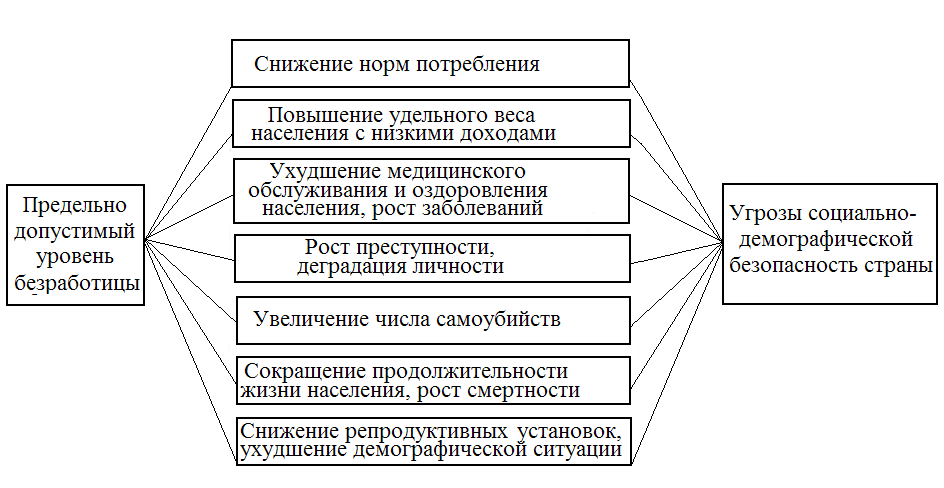 Снижение норм потребления
Повышение удельного веса
населения с низкими доходами
Ухудшение медицинского
обслуживания и оздоровления
населения, рост заболеваний
Предельно
допустимый
уровень
безработицы
Рост преступности,
деградация личности
Угрозы социально-
демографической
безопасность страны
Увеличение числа самоубийств
Сокращение продолжительности
жизни населения, рост смертности
Снижение репродуктивных установок,
ухудшение демографической ситуации